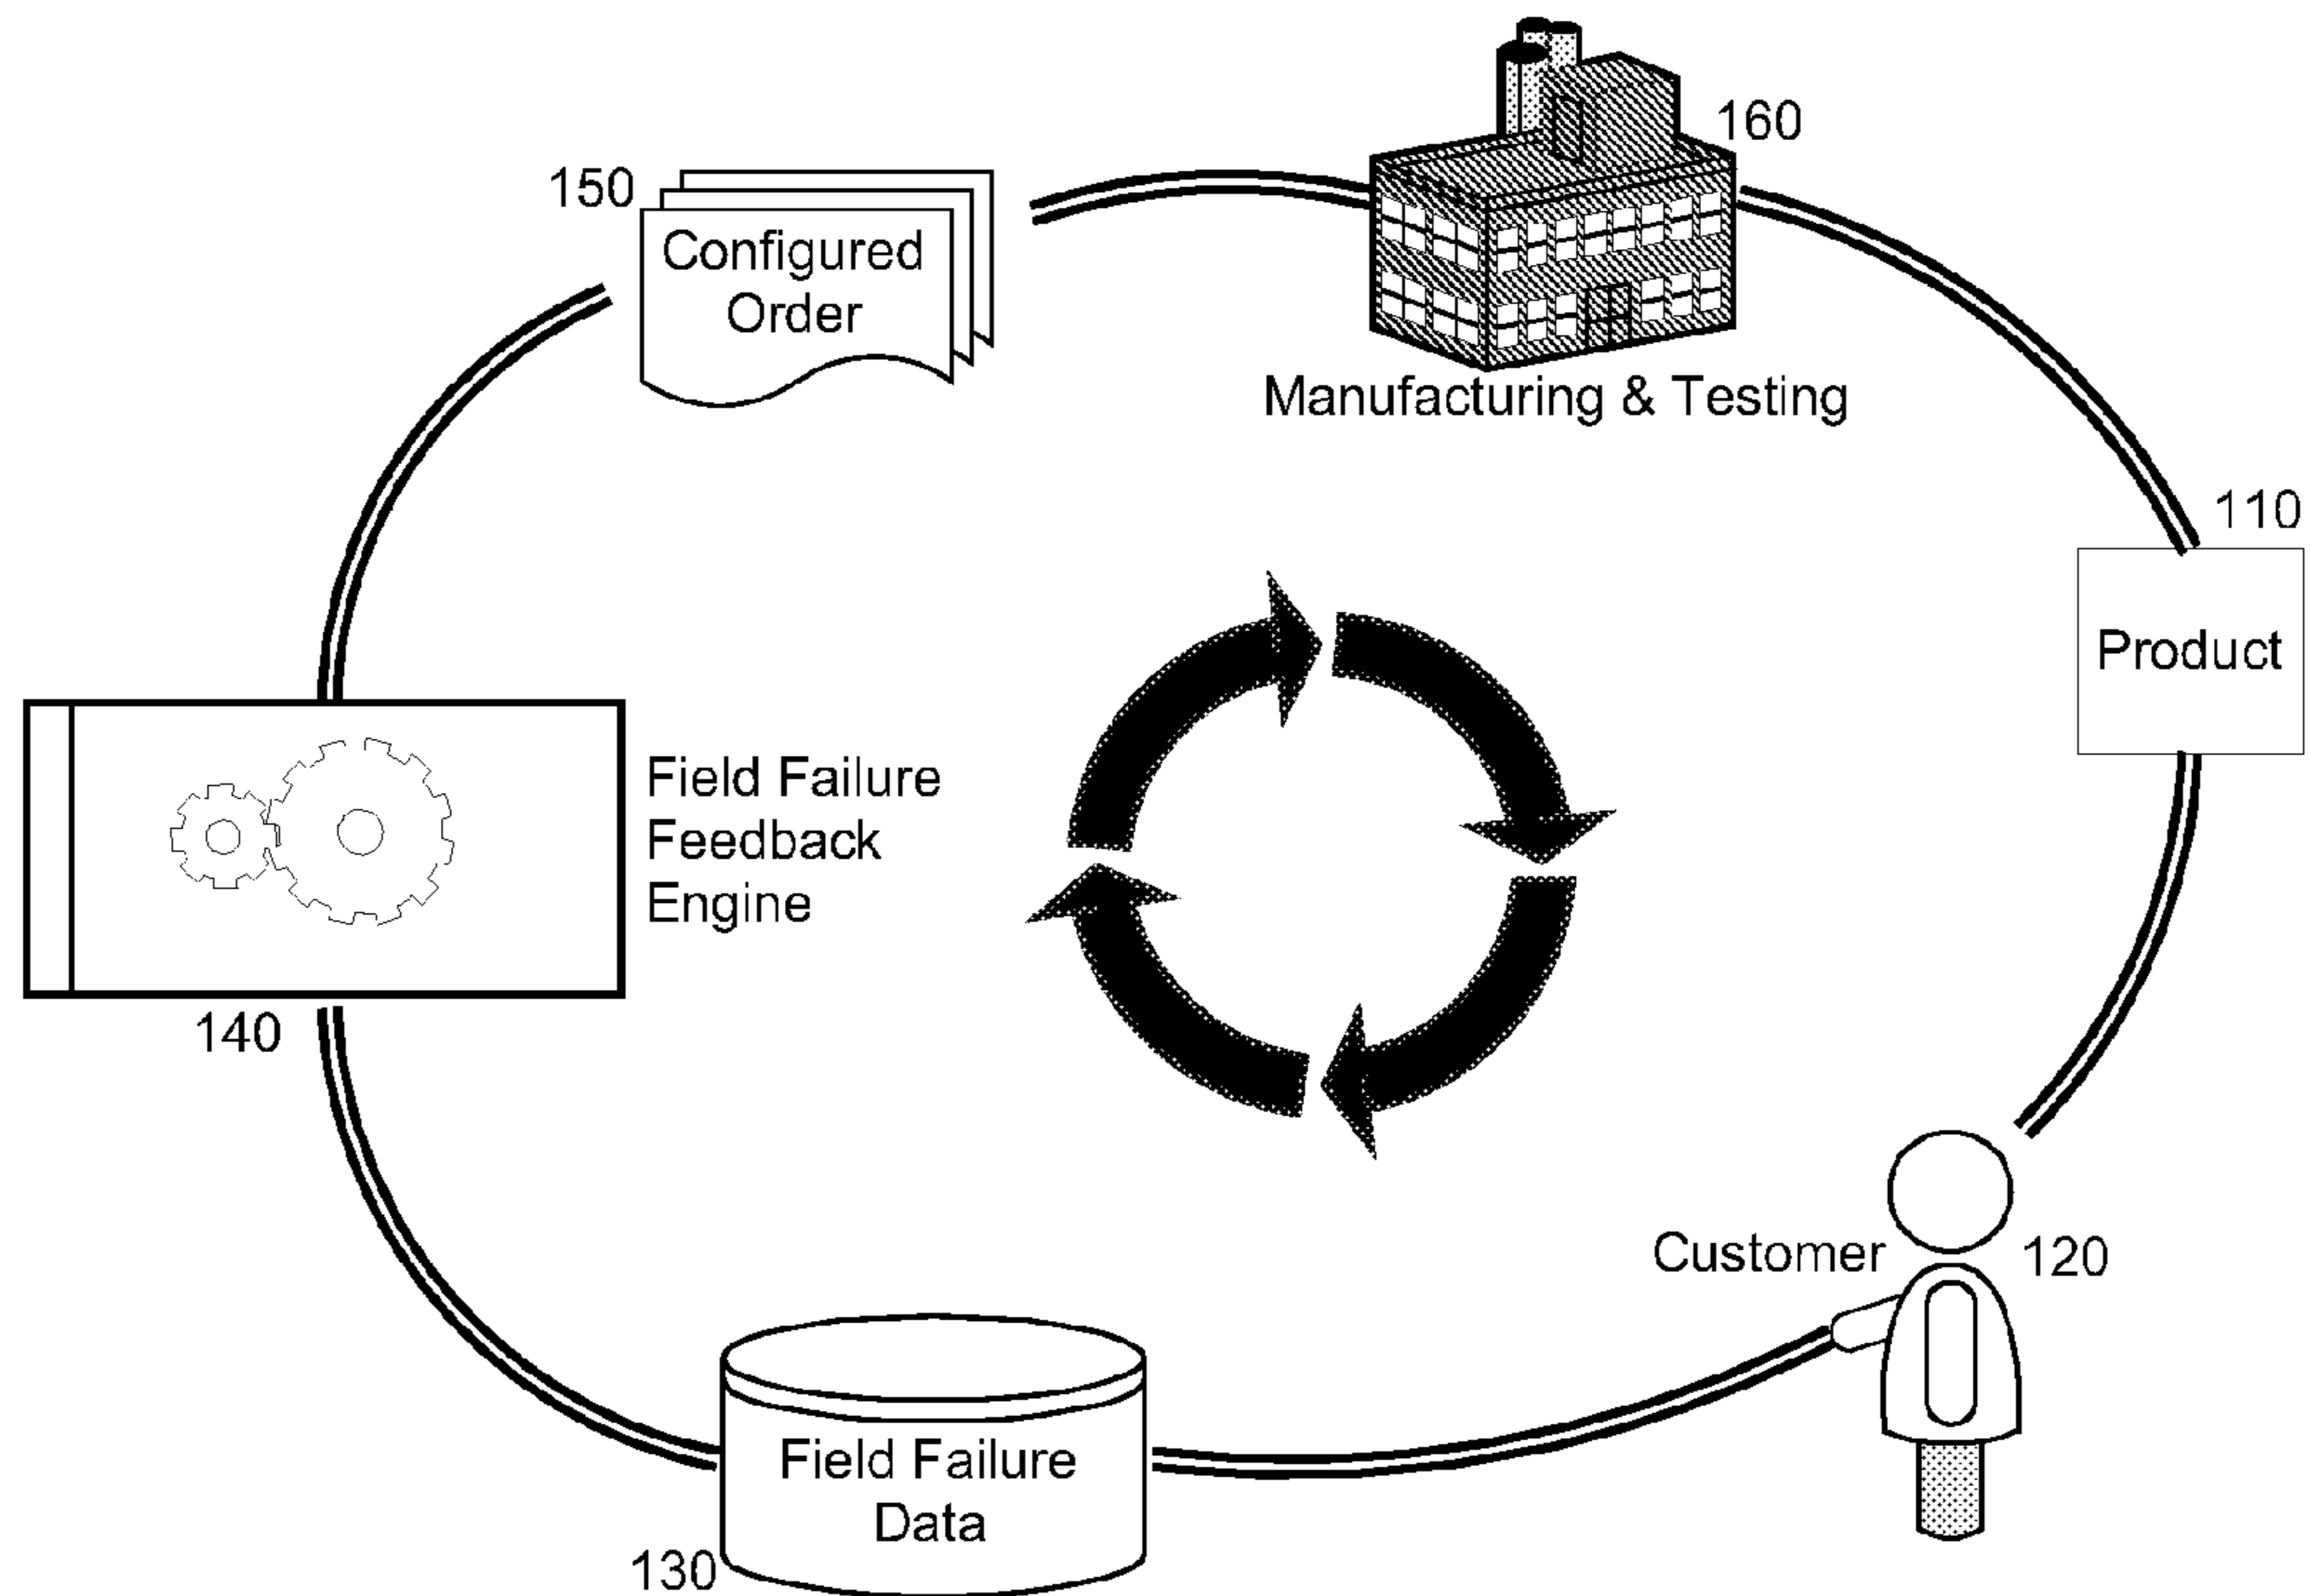 160
150
Configured
Order
Manufacturing & Testing
110
Product
Field Failure
Feedback
Engine
140
Customer
120
Field Failure
Data
130